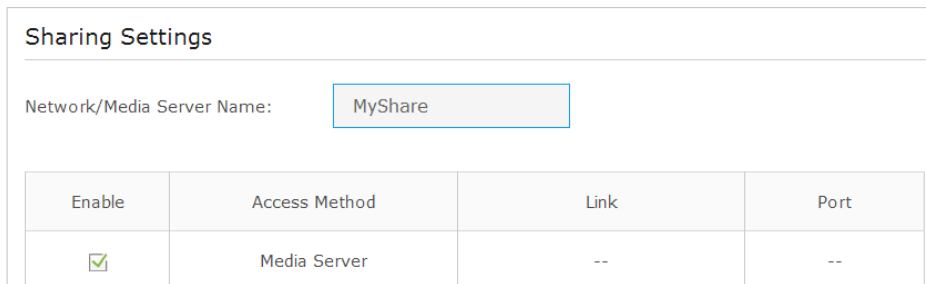 Sharing Settings
Network/Media Server Name: MyShare
Enable Access Method Link Port
Media Server -- --